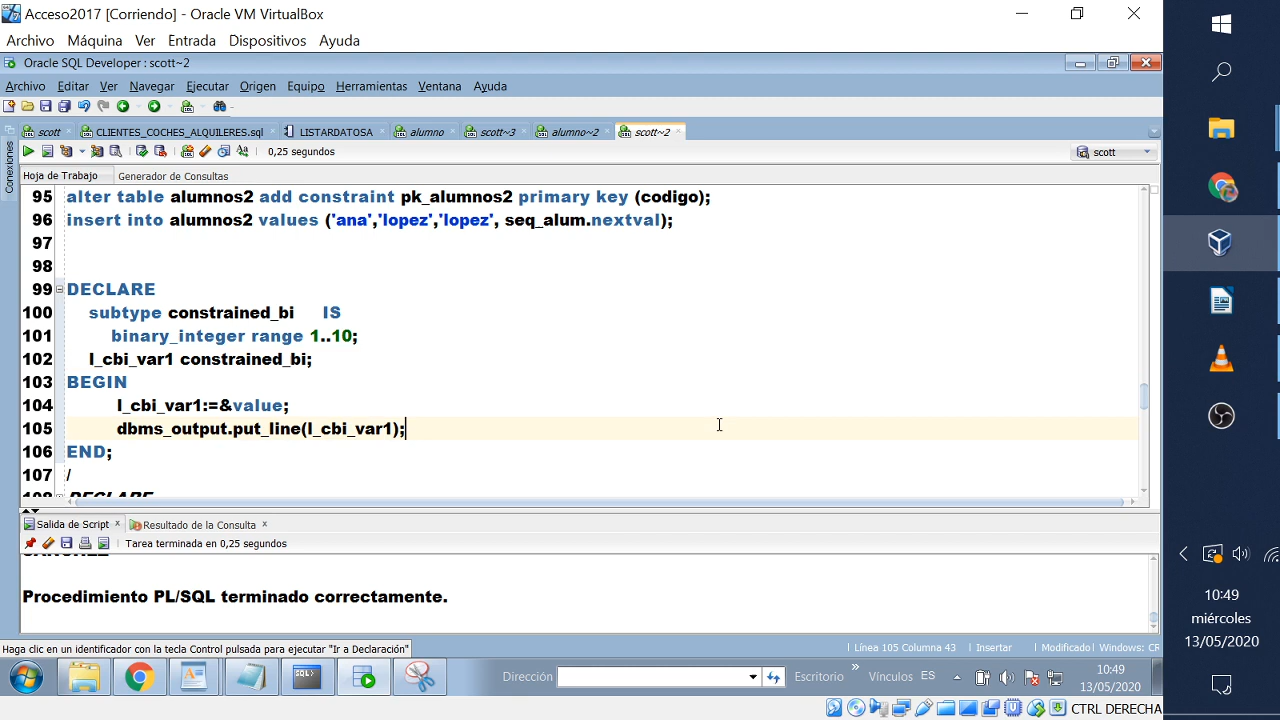 Acceso2017 [Corriendo] - Oracle VM VirtualBox
Archivo Máquina Ver Entrada Dispositivos Ayuda
Oracle SQL Developer : scott~2
Archivo Editar Ver Navegar Ejecutar Origen Equipo Herramientas Ventana Ayuda
scott CLIENTES_COCHES_ALQUILERES.sql LISTARDATOSA alumno scott~3 alumno~2 scott~2
0,25 segundos
scott
Conexiones
Hoja de Trabajo Generador de Consultas
95 alter table alumnos2 add constraint pk_alumnos2 primary key (codigo);
96 insert into alumnos2 values ('ana','lopez','lopez', seq_alum.nextval);
97
98
99 DECLARE
100 subtype constrained_bi IS
101 binary_integer range 1..10;
102 l_cbi_var1 constrained_bi;
103 BEGIN
104 l_cbi_var1:=&value;
105 dbms_output.put_line(l_cbi_var1);
106 END;
107 /
108 DECLARE
Salida de Script Resultado de la Consulta
Tarea terminada en 0,25 segundos
SANCHEZ
Procedimiento PL/SQL terminado correctamente.
Haga clic en un identificador con la tecla Control pulsada para ejecutar "Ir a Declaración"
Línea 105 Columna 43 Insertar Modificado Windows: CR
Dirección Escritorio Vínculos ES
10:49
13/05/2020
CTRL DERECHA
10:49
miércoles
13/05/2020